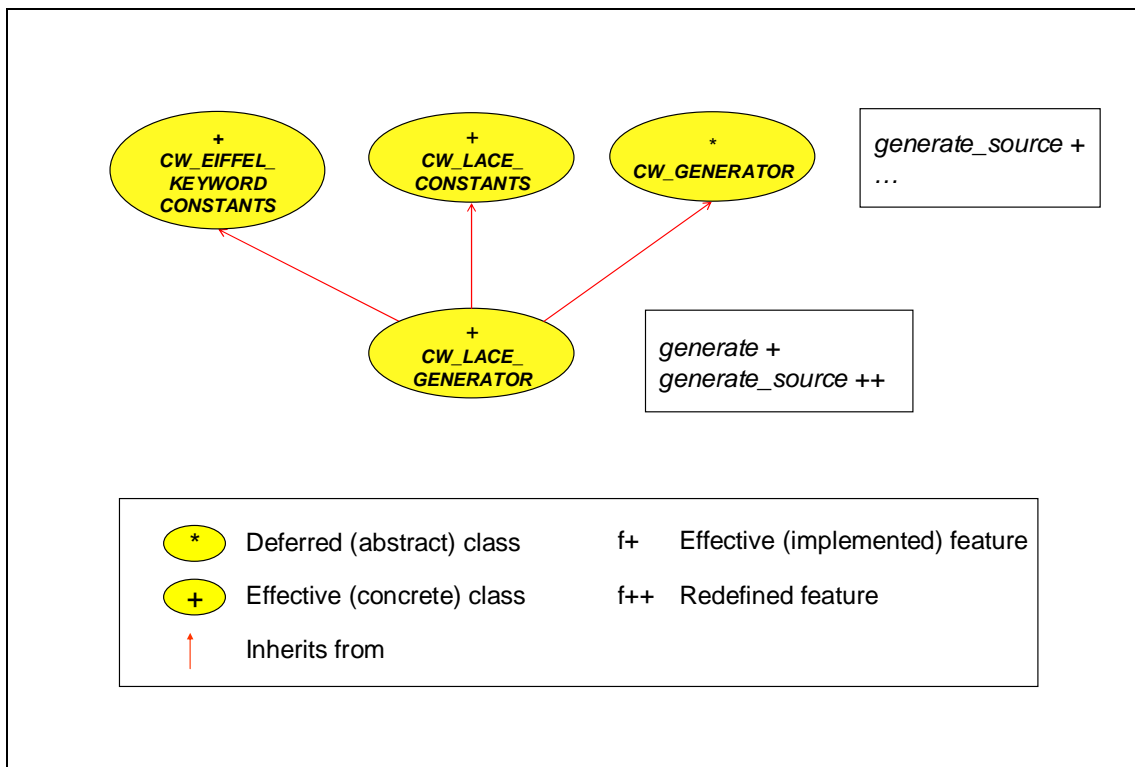 +
CW_EIFFEL_
KEYWORD
CONSTANTS
+
CW_LACE_
CONSTANTS
*
CW_GENERATOR
generate_source +
…
+
CW_LACE_
GENERATOR
generate +
generate_source ++
* Deferred (abstract) class
f+ Effective (implemented) feature
+ Effective (concrete) class
f++ Redefined feature
Inherits from